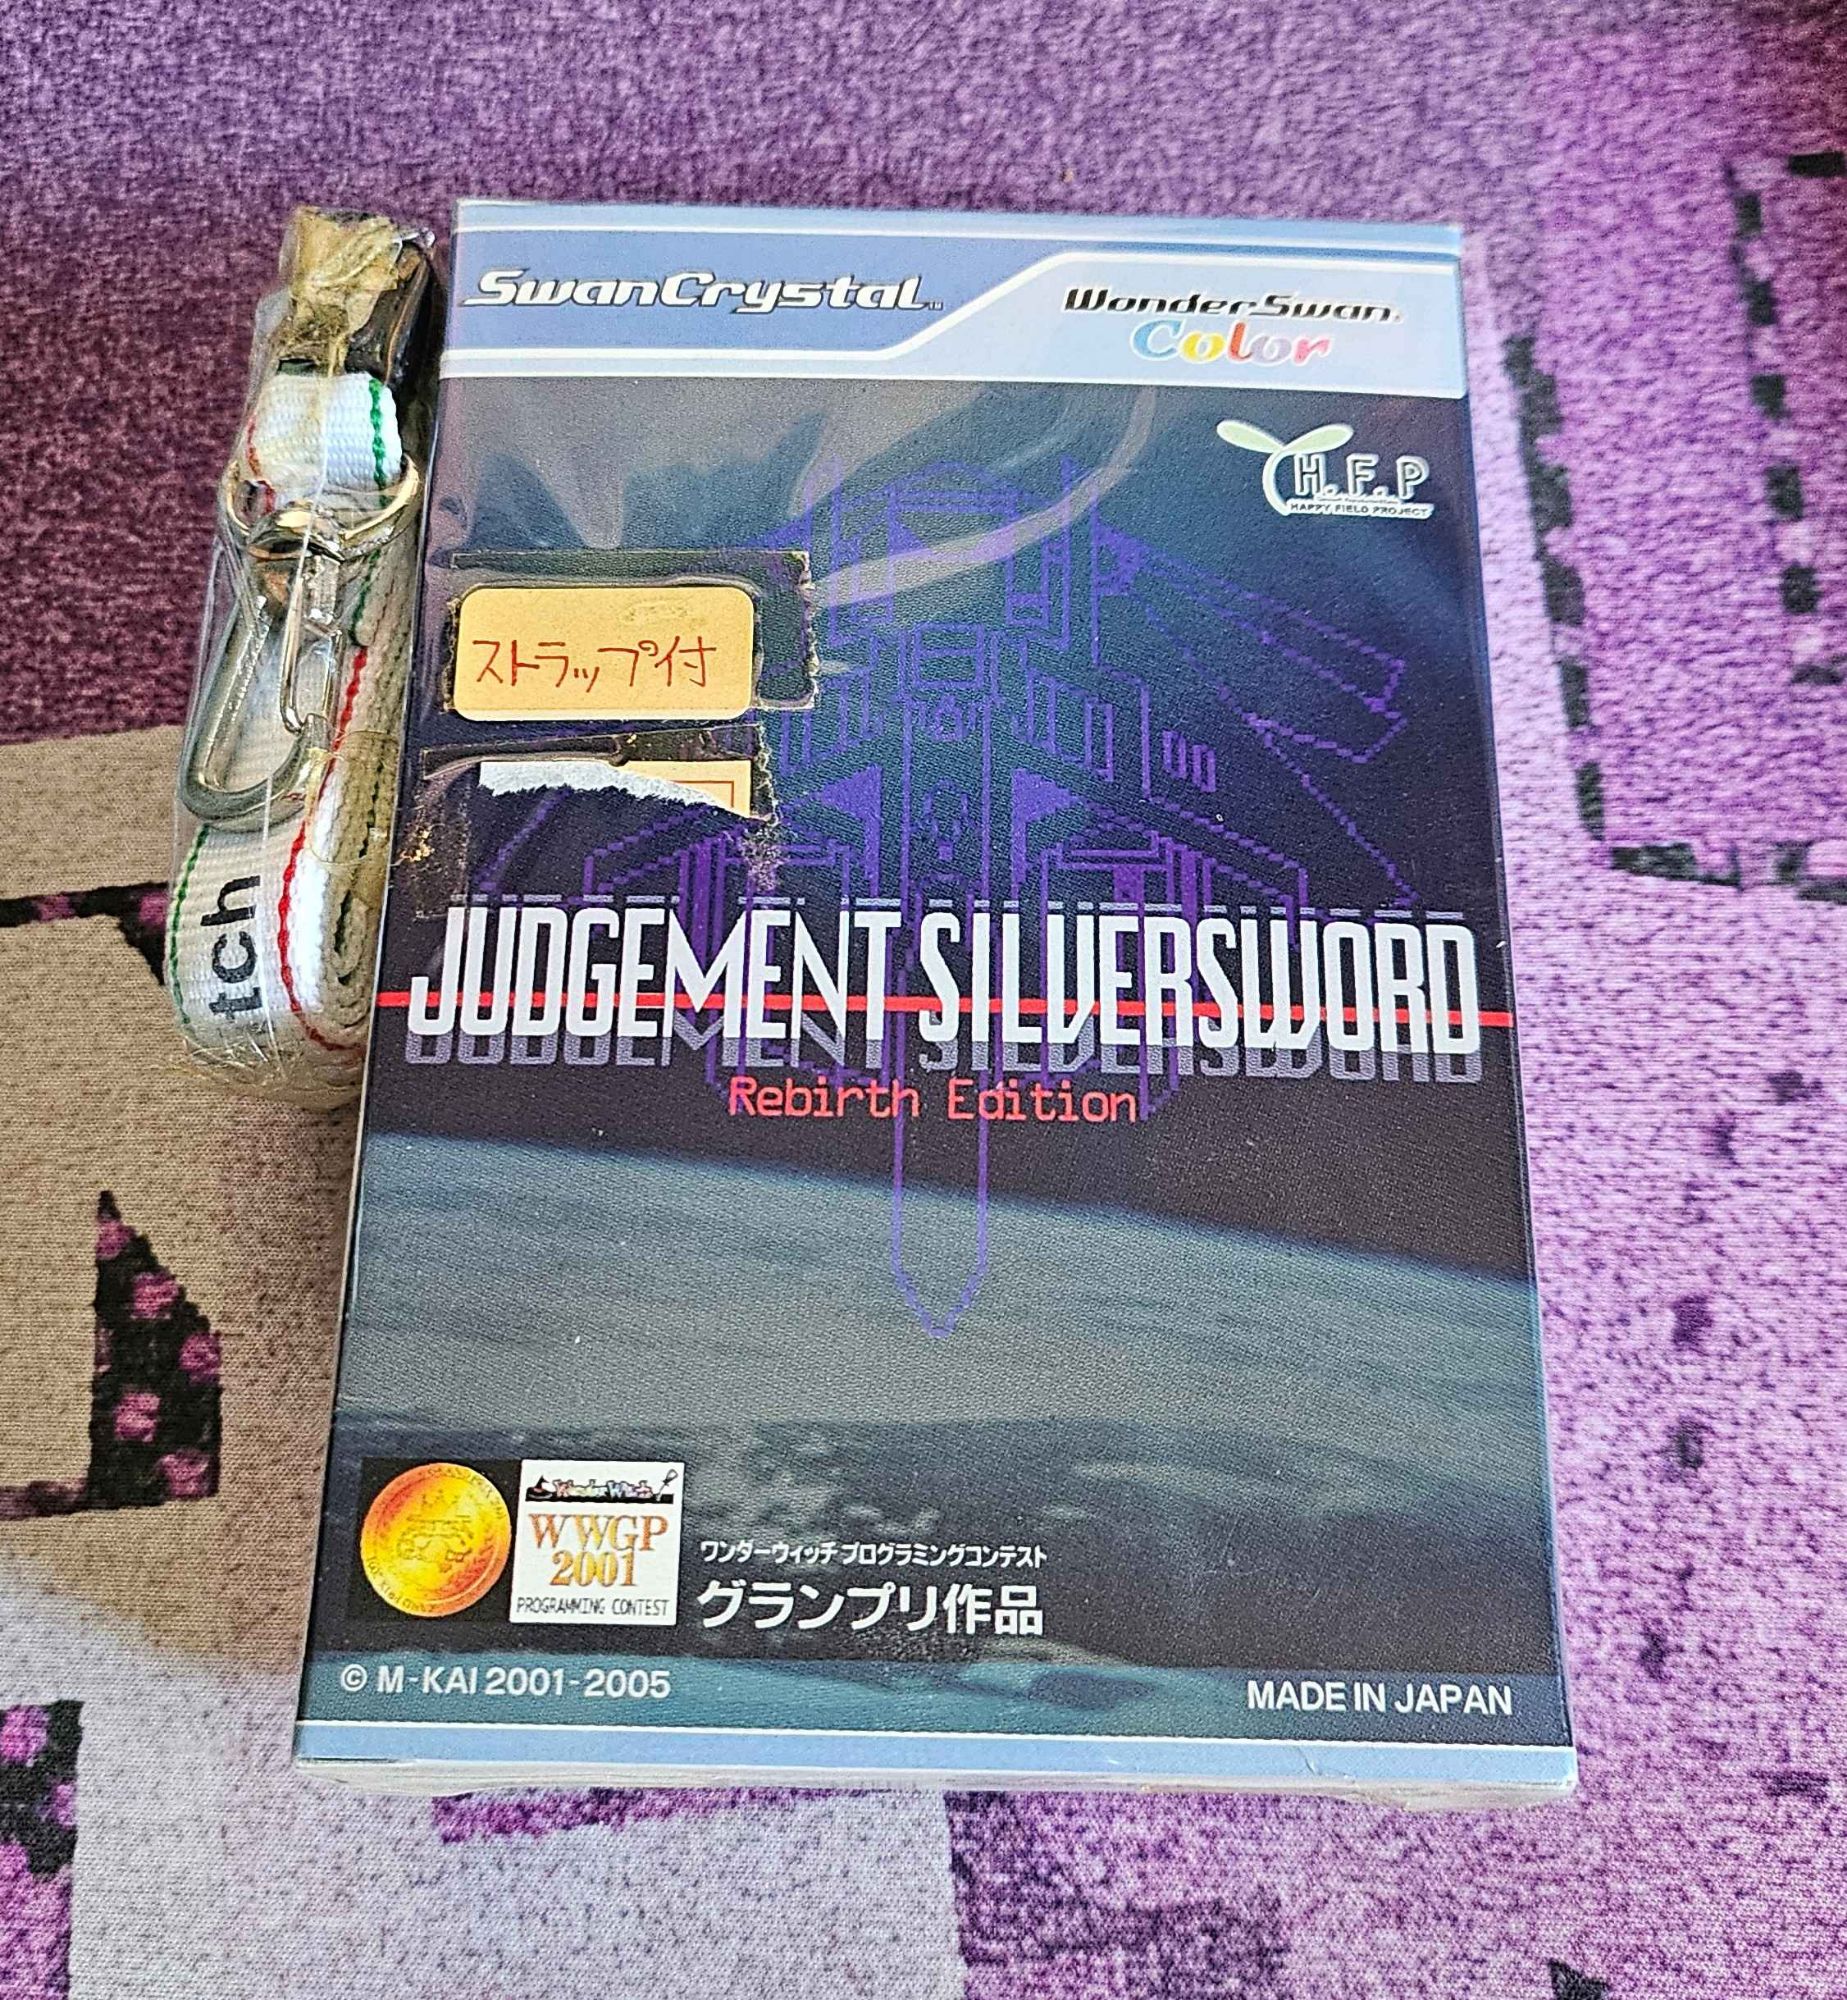 SwanCrystal™
WonderSwan
Color
H.F.P
HAPPY FIELD PROJECT
ストラップ付
tch
JUDGEMENT SILVERSWORD
Rebirth Edition
WonderWitch
WWGP
2001
PROGRAMMING CONTEST
ワンダーウィッチプログラミングコンテスト
グランプリ作品
© M-KAI 2001-2005
MADE IN JAPAN